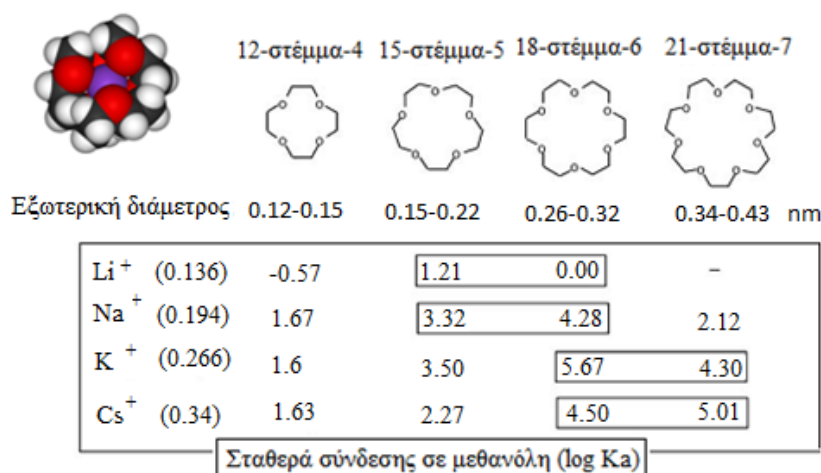 12-στέμμα-4 15-στέμμα-5 18-στέμμα-6 21-στέμμα-7
O O O O O O O O O O O O O O O O O O O O O O
Εξωτερική διάμετρος 0.12-0.15 0.15-0.22 0.26-0.32 0.34-0.43 nm
Li + (0.136) -0.57 1.21 0.00 –
Na + (0.194) 1.67 3.32 4.28 2.12
K + (0.266) 1.6 3.50 5.67 4.30
Cs+ (0.34) 1.63 2.27 4.50 5.01
Σταθερά σύνδεσης σε μεθανόλη (log Ka)